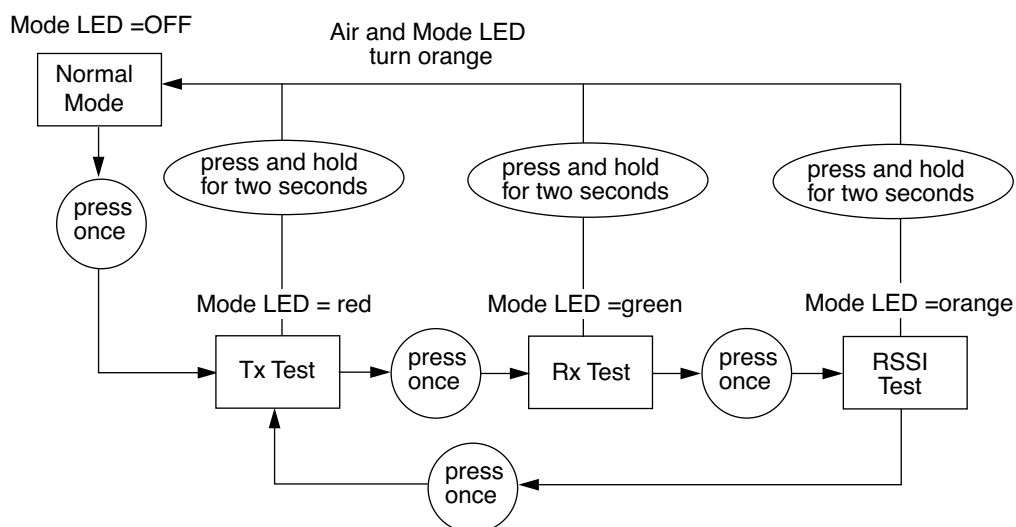 Mode LED =OFF
Air and Mode LED
turn orange
Normal
Mode
press and hold
for two seconds
press and hold
for two seconds
press and hold
for two seconds
press
once
Mode LED = red
Mode LED =green
Mode LED =orange
Tx Test
press
once
Rx Test
press
once
RSSI
Test
press
once